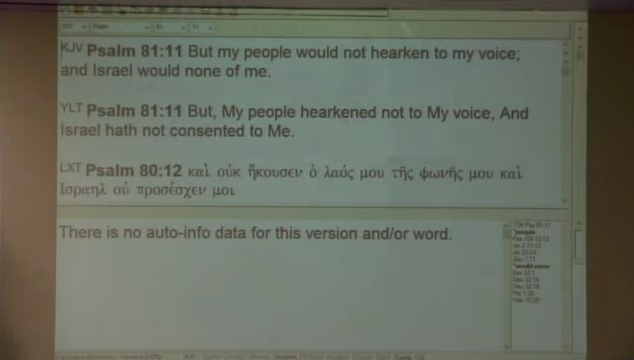 KJV Psalm 81:11 But my people would not hearken to my voice;
and Israel would none of me.
YLT Psalm 81:11 But, My people hearkened not to My voice, And
Israel hath not consented to Me.
LXT Psalm 80:12 καὶ οὐκ ἤκουσεν ὁ λαός μου τῆς φωνῆς μου καὶ
Ισραηλ οὐ προσέσχεν μοι
There is no auto-info data for this version and/or word.